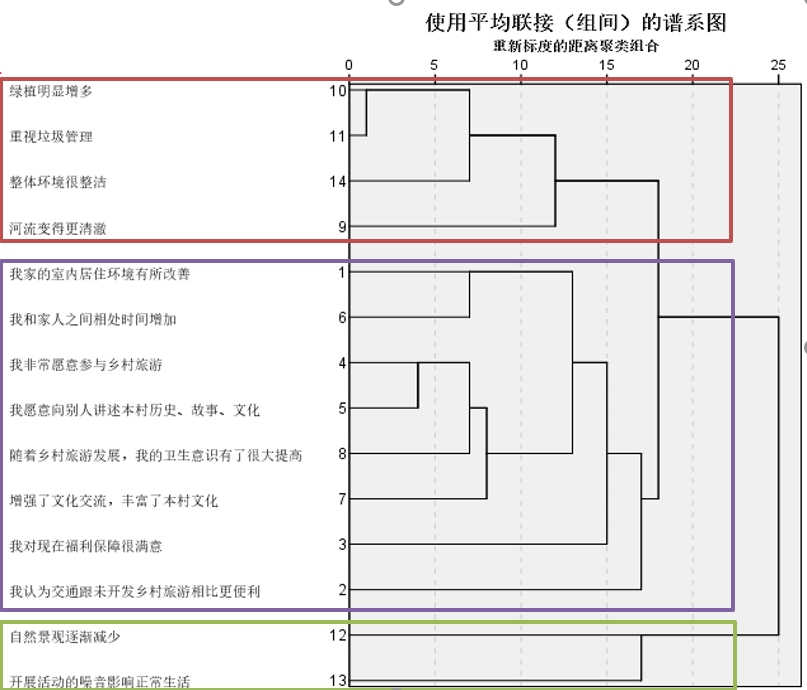 使用平均联接（组间）的谱系图
重新标度的距离聚类组合
0 5 10 15 20 25
绿植明显增多 10
重视垃圾管理 11
整体环境很整洁 14
河流变得更清澈 9
我家的室内居住环境有所改善 1
我和家人之间相处时间增加 6
我非常愿意参与乡村旅游 4
我愿意向别人讲述本村历史、故事、文化 5
随着乡村旅游发展，我的卫生意识有了很大提高 8
增强了文化交流，丰富了本村文化 7
我对现在福利保障很满意 3
我认为交通跟未开发乡村旅游相比更便利 2
自然景观逐渐减少 12
开展活动的噪音影响正常生活 13